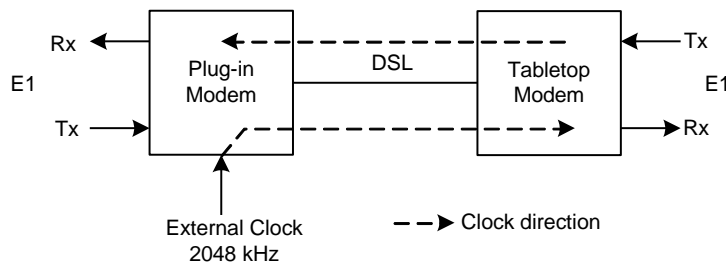 Rx
Tx
Plug-in
Modem
DSL
Tabletop
Modem
E1
E1
Tx
Rx
External Clock
2048 kHz
Clock direction